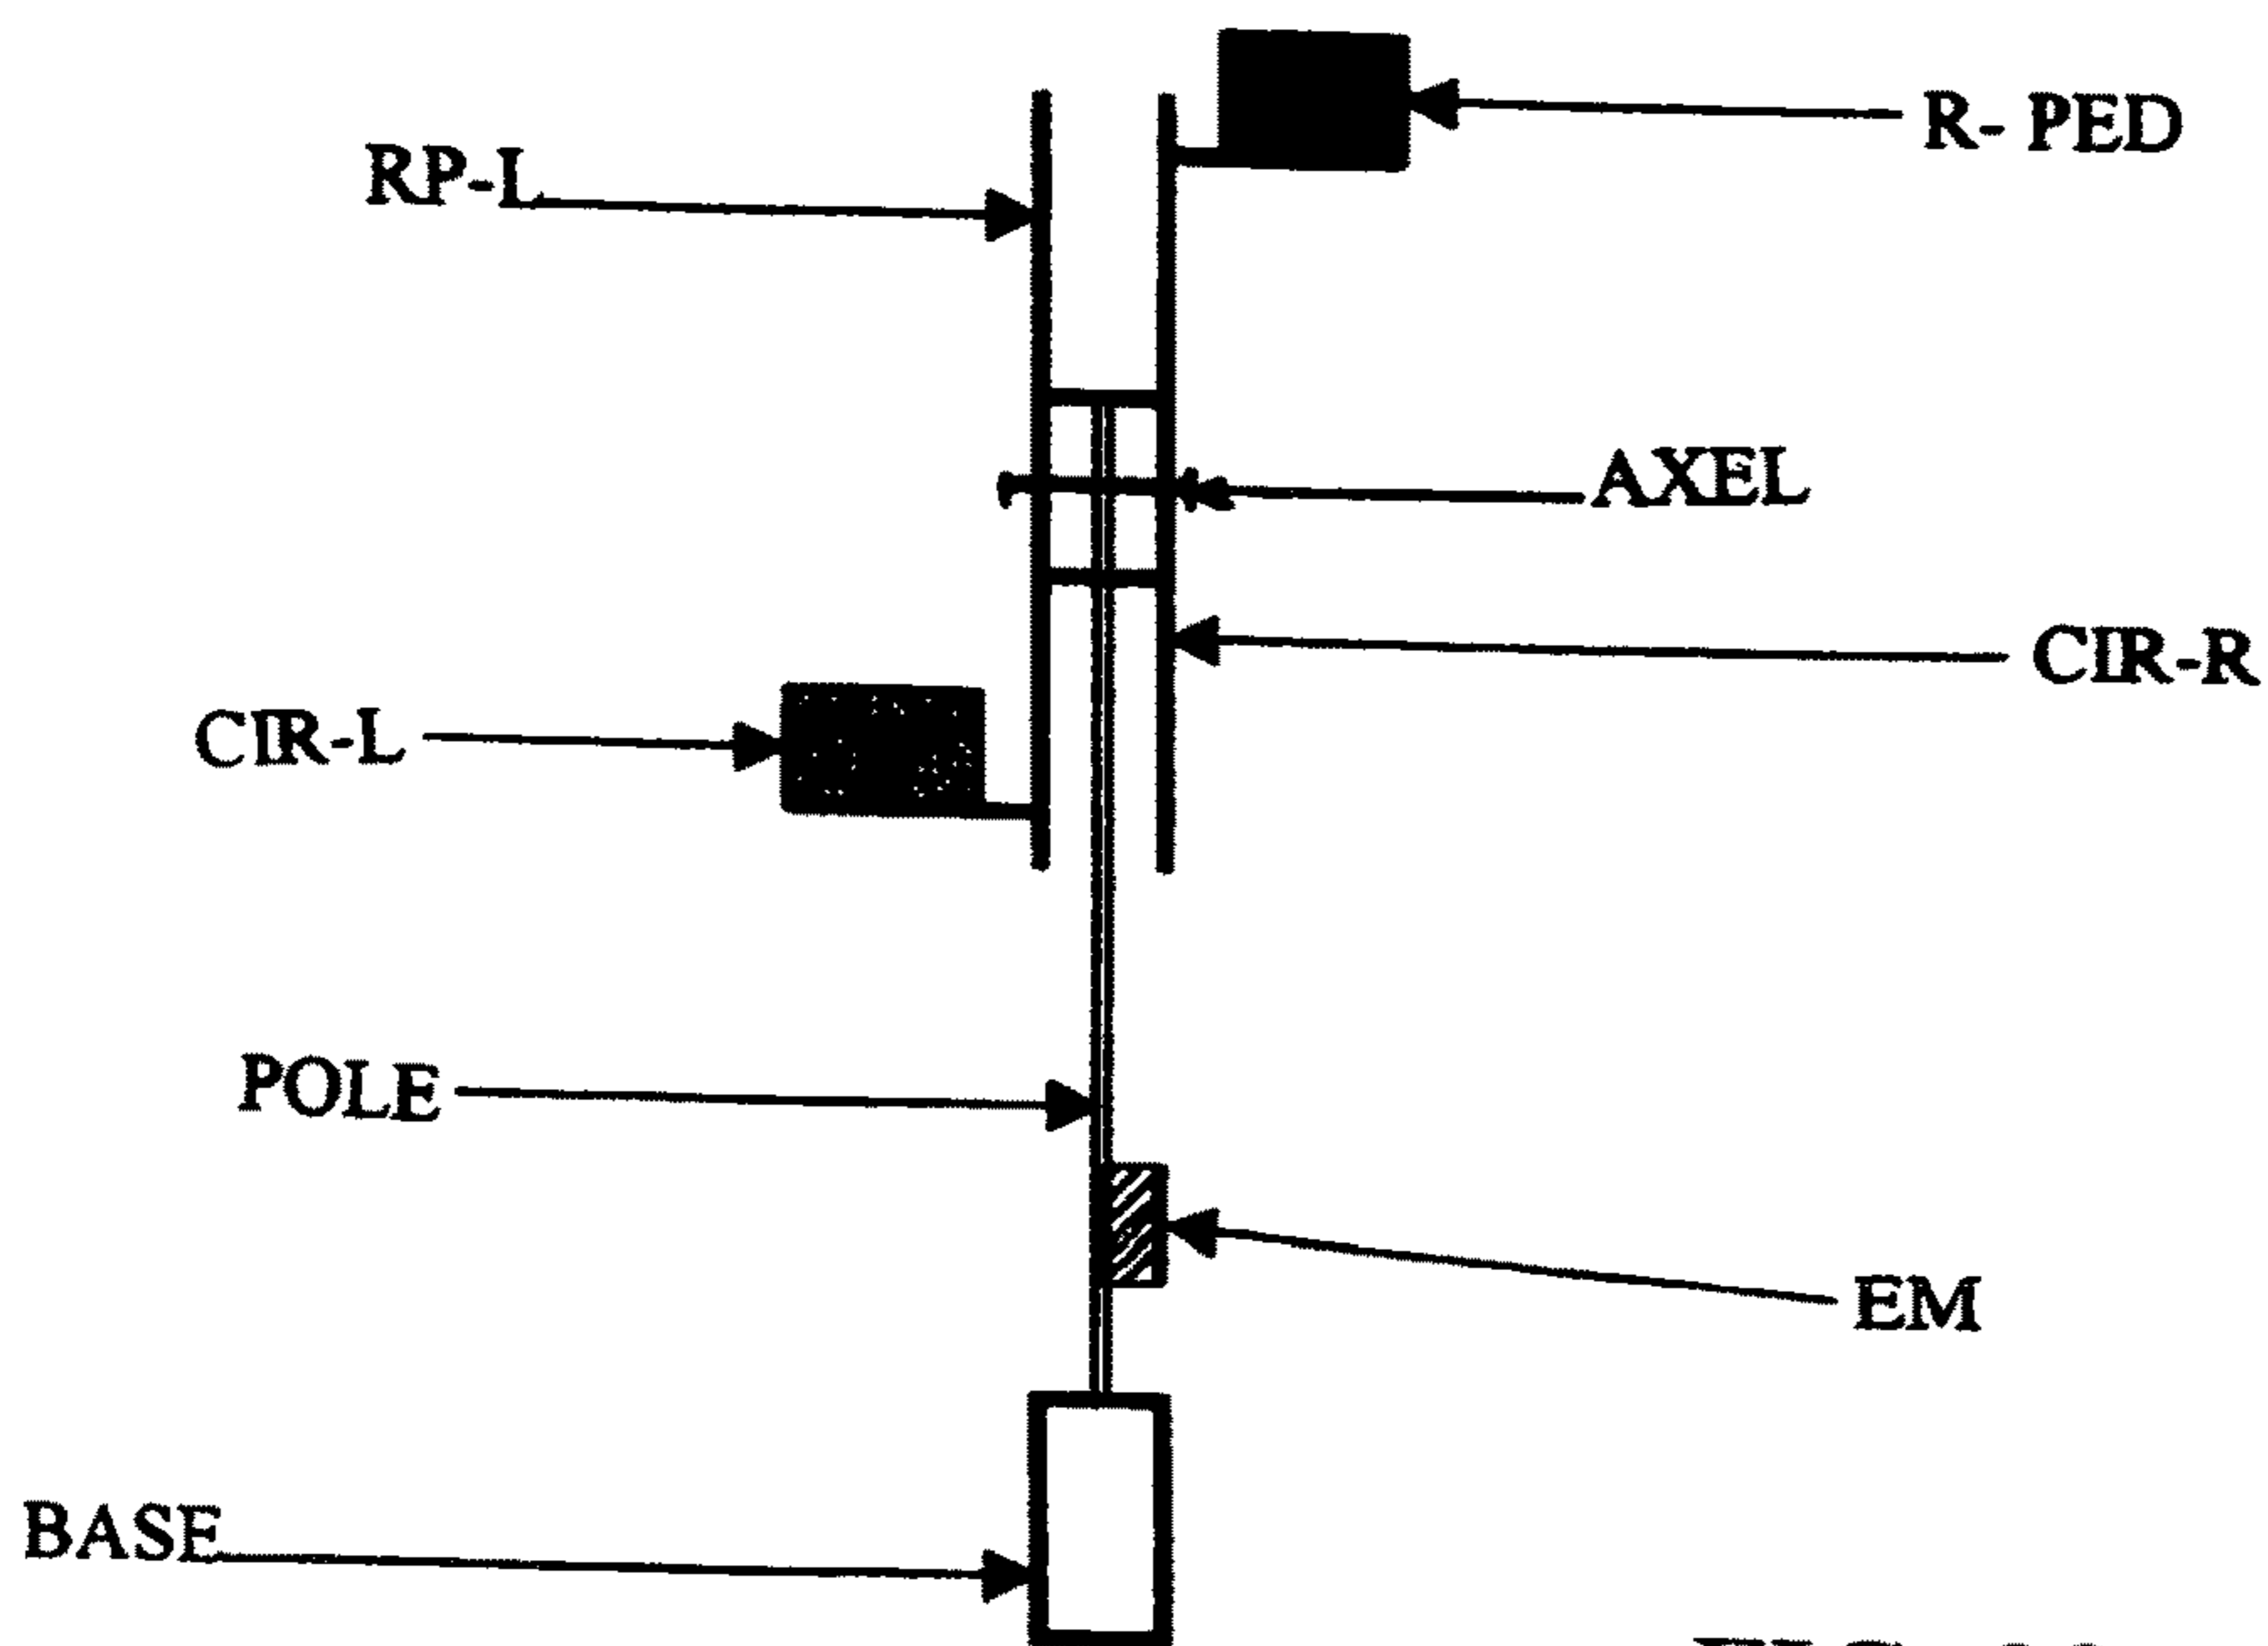 R- PED
RP-L
AXEL
CIR-R
CIR-L
POLE
EM
BASE